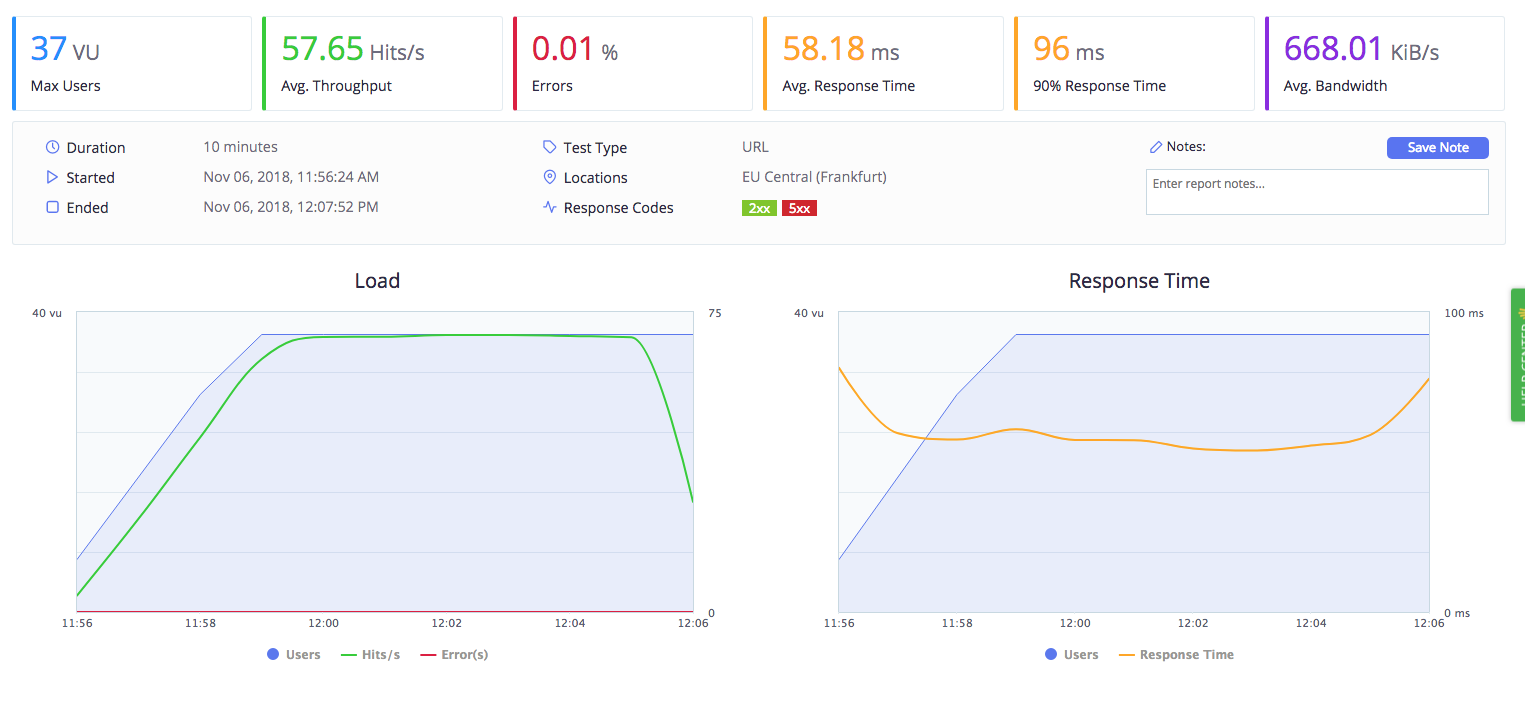 37 VU
Max Users
57.65 Hits/s
Avg. Throughput
0.01 %
Errors
58.18 ms
Avg. Response Time
96 ms
90% Response Time
668.01 KiB/s
Avg. Bandwidth
Duration 10 minutes
Started Nov 06, 2018, 11:56:24 AM
Ended Nov 06, 2018, 12:07:52 PM
Test Type URL
Locations EU Central (Frankfurt)
Response Codes 2xx 5xx
Notes: Save Note
Enter report notes...
Load
40 vu 75
0
11:56 11:58 12:00 12:02 12:04 12:06
Users Hits/s Error(s)
Response Time
40 vu 100 ms
0 ms
11:56 11:58 12:00 12:02 12:04 12:06
Users Response Time
HELP CENTER